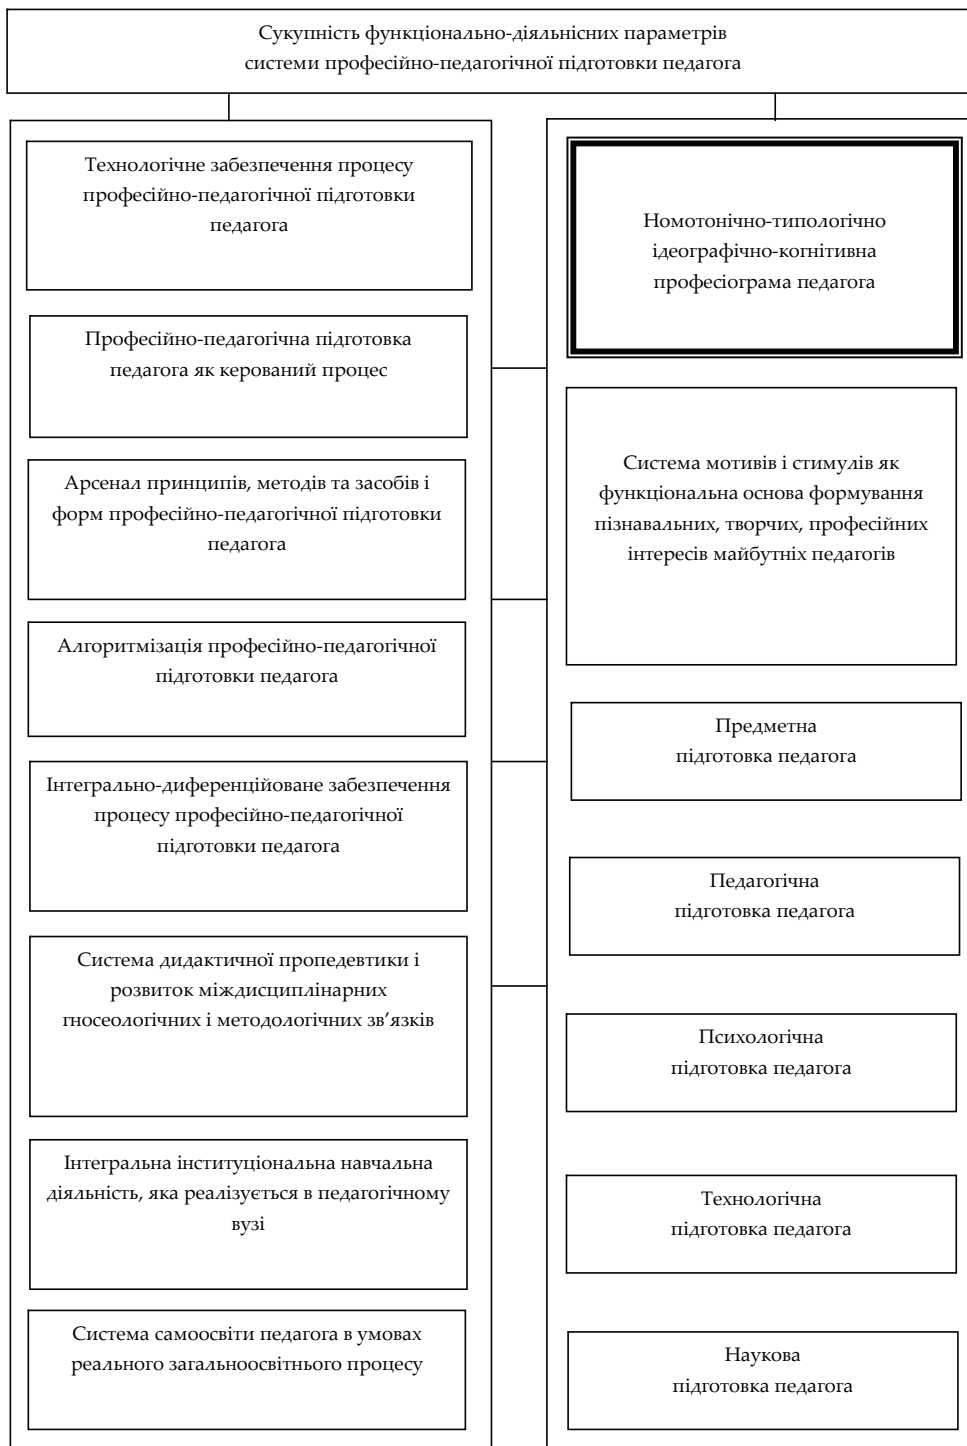 Сукупність функціонально-діяльнісних параметрів
системи професійно-педагогічної підготовки педагога
Технологічне забезпечення процесу
професійно-педагогічної підготовки
педагога
Професійно-педагогічна підготовка
педагога як керований процес
Арсенал принципів, методів та засобів і
форм професійно-педагогічної підготовки
педагога
Алгоритмізація професійно-педагогічної
підготовки педагога
Інтегрально-диференційоване забезпечення
процесу професійно-педагогічної
підготовки педагога
Система дидактичної пропедевтики і
розвиток міждисциплінарних
гносеологічних і методологічних зв’язків
Інтегральна інституціональна навчальна
діяльність, яка реалізується в педагогічному
вузі
Система самоосвіти педагога в умовах
реального загальноосвітнього процесу
Номотонічно-типологічно
ідеографічно-когнітивна
професіограма педагога
Система мотивів і стимулів як
функціональна основа формування
пізнавальних, творчих, професійних
інтересів майбутніх педагогів
Предметна
підготовка педагога
Педагогічна
підготовка педагога
Психологічна
підготовка педагога
Технологічна
підготовка педагога
Наукова
підготовка педагога